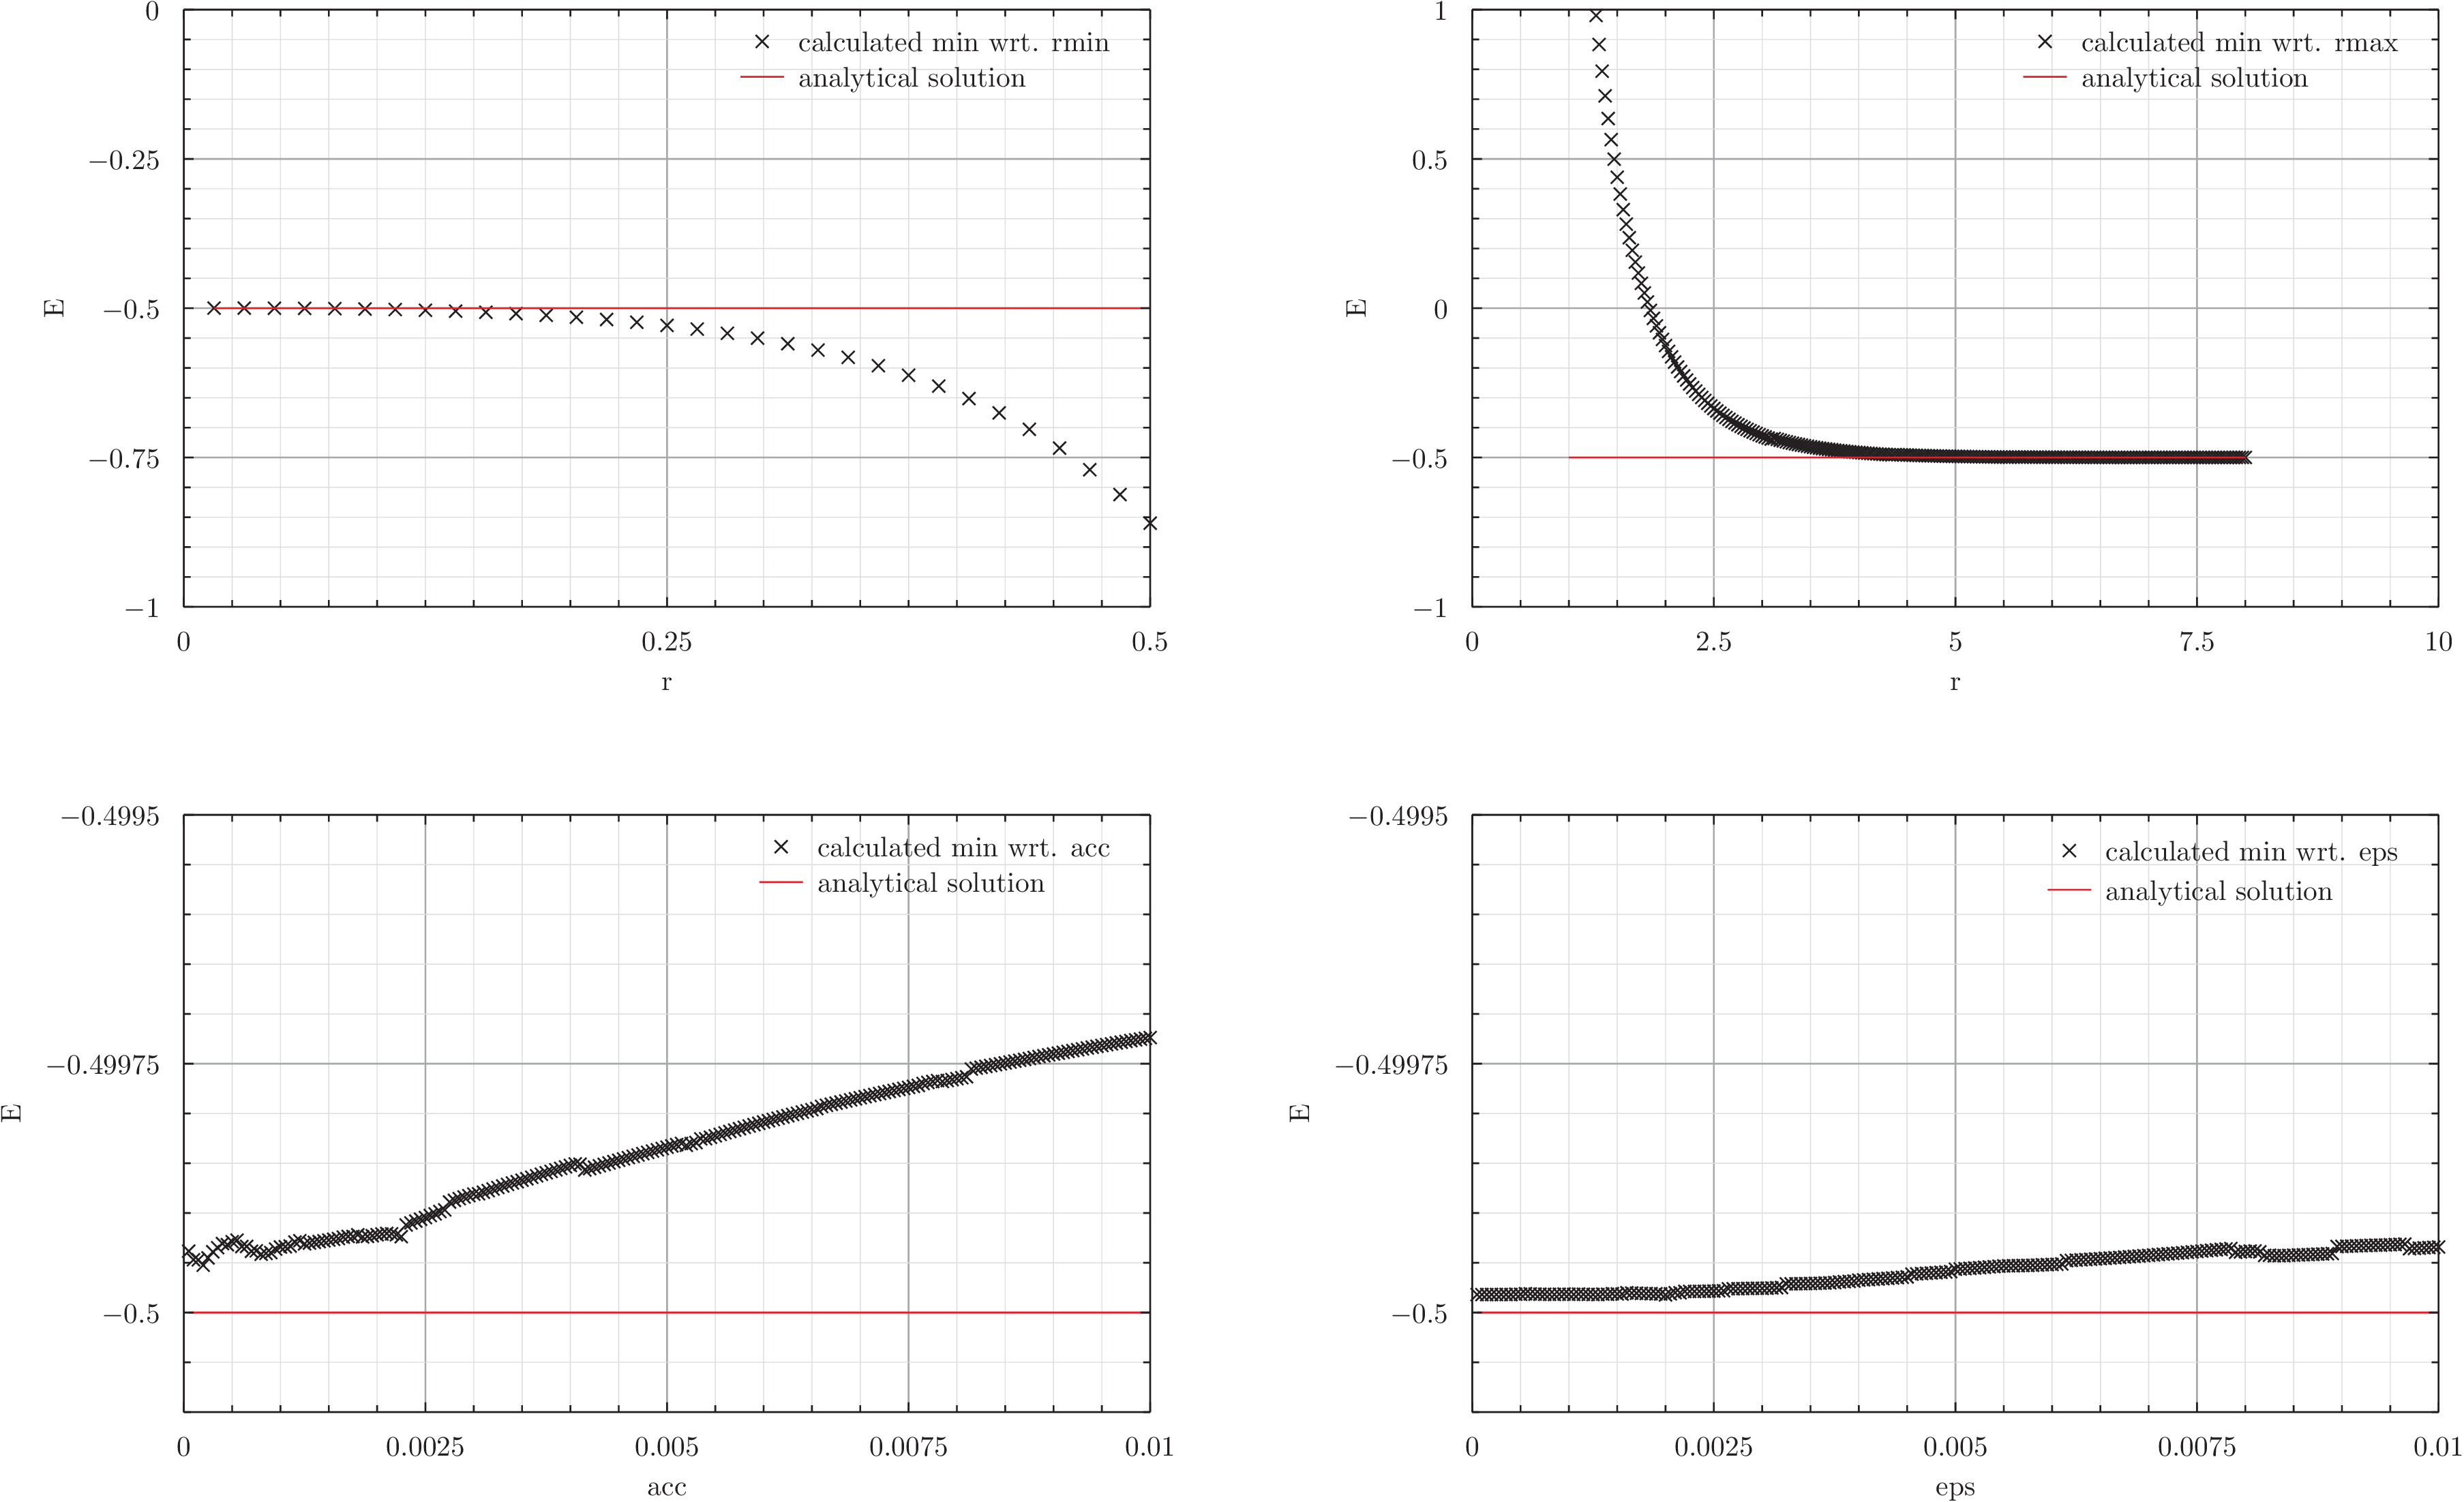 0
−0.25
−0.5
−0.75
−1
E
calculated min wrt. rmin
analytical solution
0 0.25 0.5
r
1
0.5
0
−0.5
−1
E
calculated min wrt. rmax
analytical solution
0 2.5 5 7.5 10
r
−0.4995
−0.49975
−0.5
E
calculated min wrt. acc
analytical solution
0 0.0025 0.005 0.0075 0.01
acc
−0.4995
−0.49975
−0.5
E
calculated min wrt. eps
analytical solution
0 0.0025 0.005 0.0075 0.01
eps